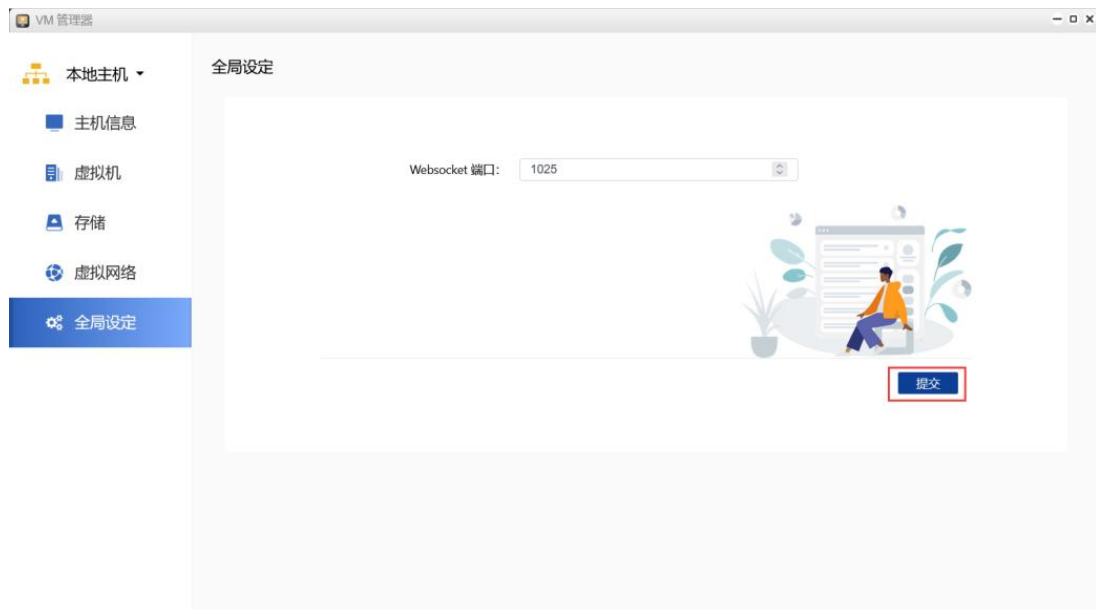 VM 管理器
本地主机
全局设定
主机信息
虚拟机
存储
虚拟网络
全局设定
Websocket 端口：
1025
提交